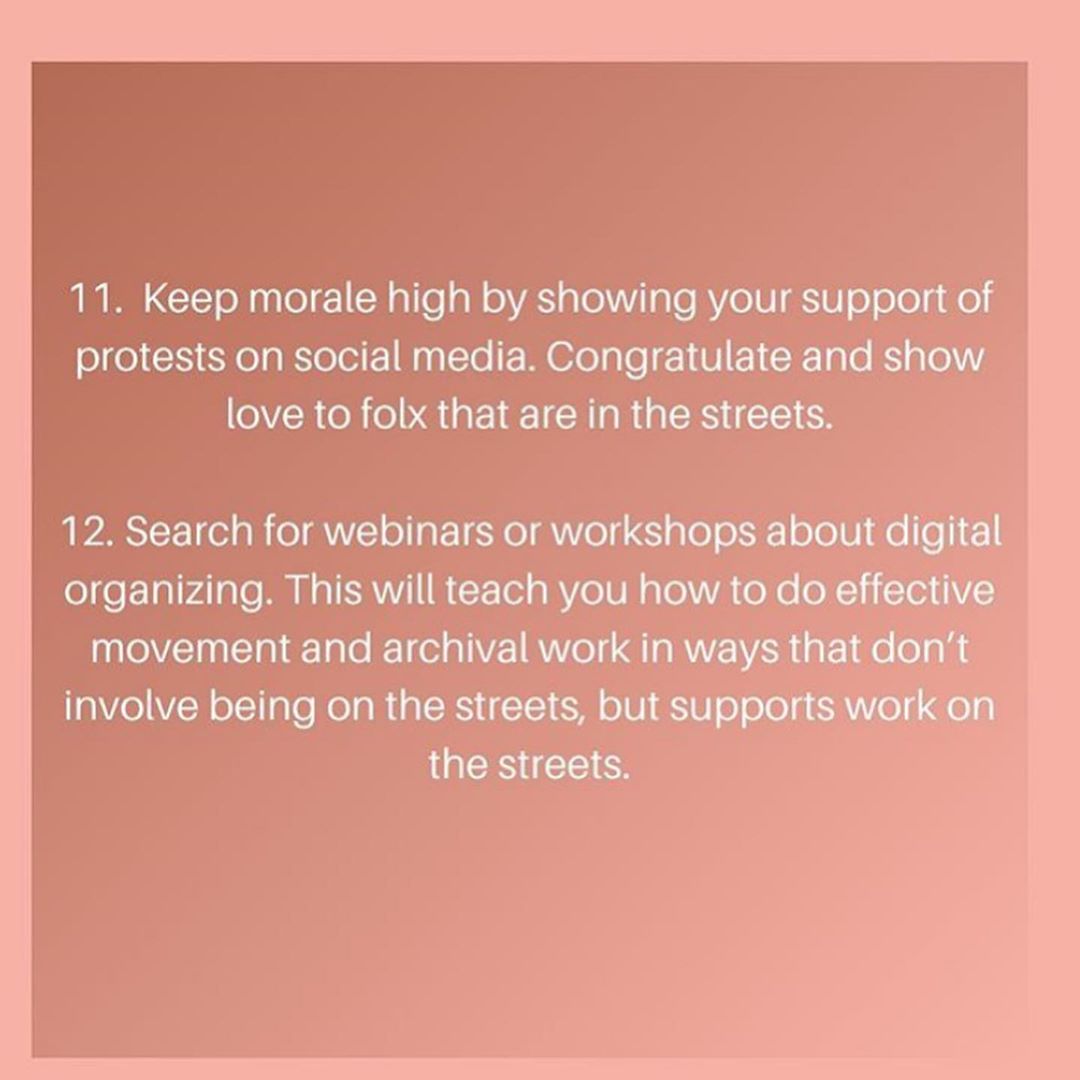 11.  Keep morale high by showing your support of
protests on social media. Congratulate and show
love to folx that are in the streets.
12. Search for webinars or workshops about digital
organizing. This will teach you how to do effective
movement and archival work in ways that don’t
involve being on the streets, but supports work on
the streets.